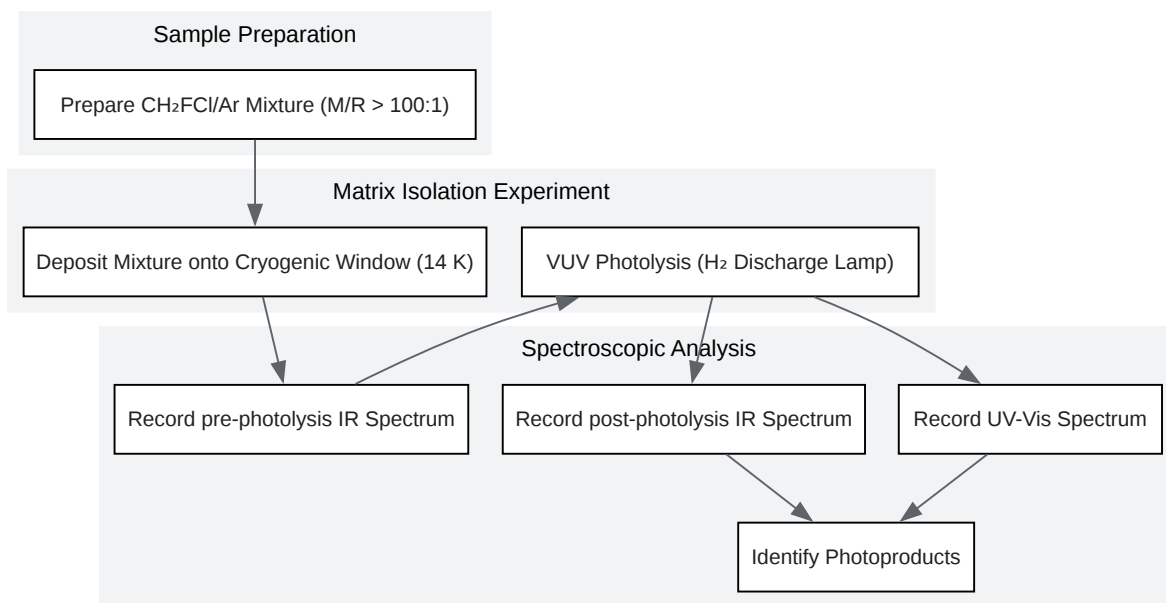 Sample Preparation
Prepare CH₂FCl/Ar Mixture (M/R > 100:1)
Matrix Isolation Experiment
Deposit Mixture onto Cryogenic Window (14 K)
VUV Photolysis (H₂ Discharge Lamp)
Spectroscopic Analysis
Record pre-photolysis IR Spectrum
Record post-photolysis IR Spectrum
Record UV-Vis Spectrum
Identify Photoproducts